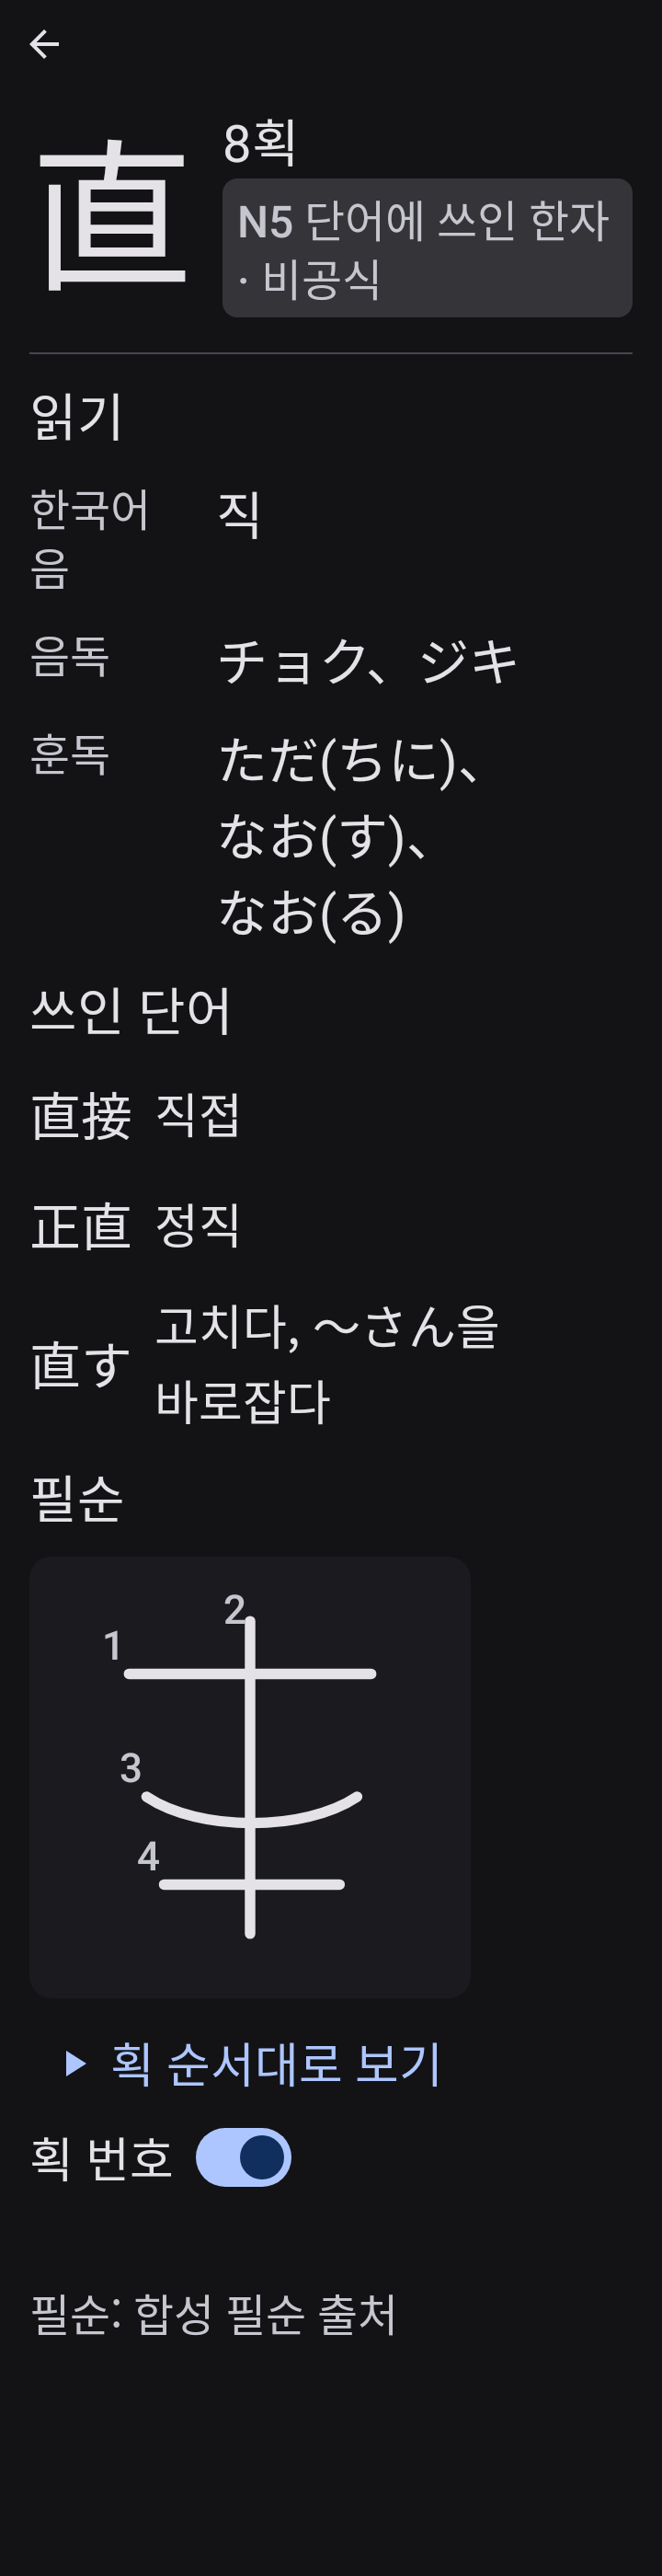 直
8획
N5 단어에 쓰인 한자
· 비공식
읽기
한국어
음
직
음독
チョク、ジキ
훈독
ただ(ちに)、
なお(す)、
なお(る)
쓰인 단어
直接 직접
正直 정직
直す
고치다, ～さん을
바로잡다
필순
1
2
3
4
획 순서대로 보기
획 번호
필순: 합성 필순 출처